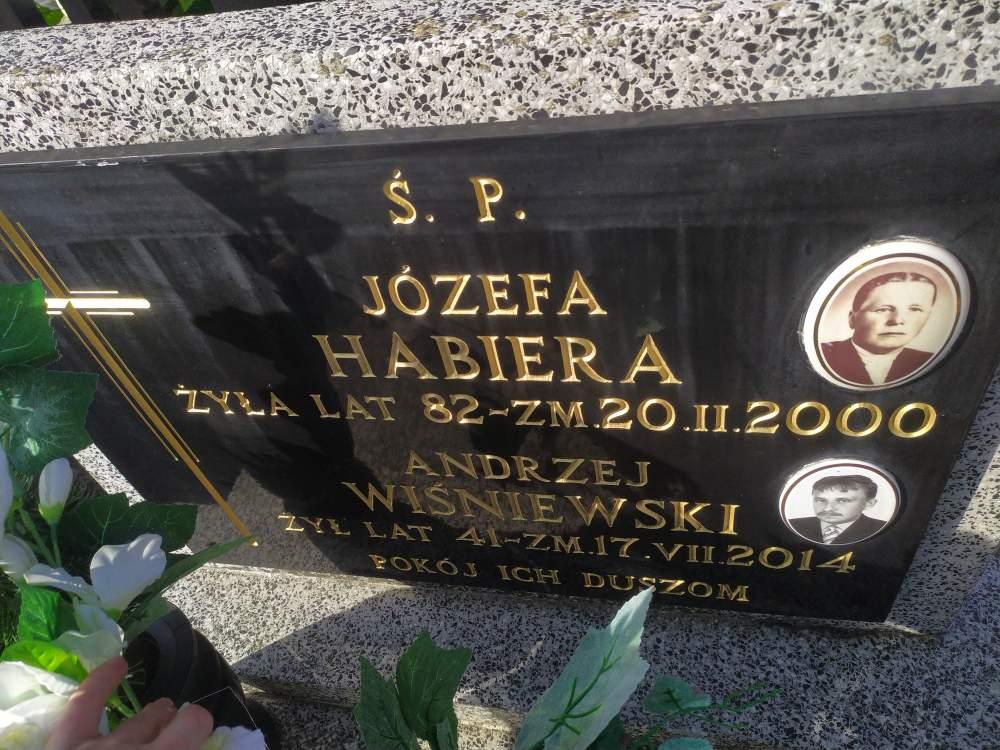 Ś. P.
JÓZEFA
HABIERA
ŻYŁA LAT 82-ZM.20.II.2000
ANDRZEJ
WIŚNIEWSKI
ŻYŁ LAT 41-ZM.17.VII.2014
POKÓJ ICH DUSZOM